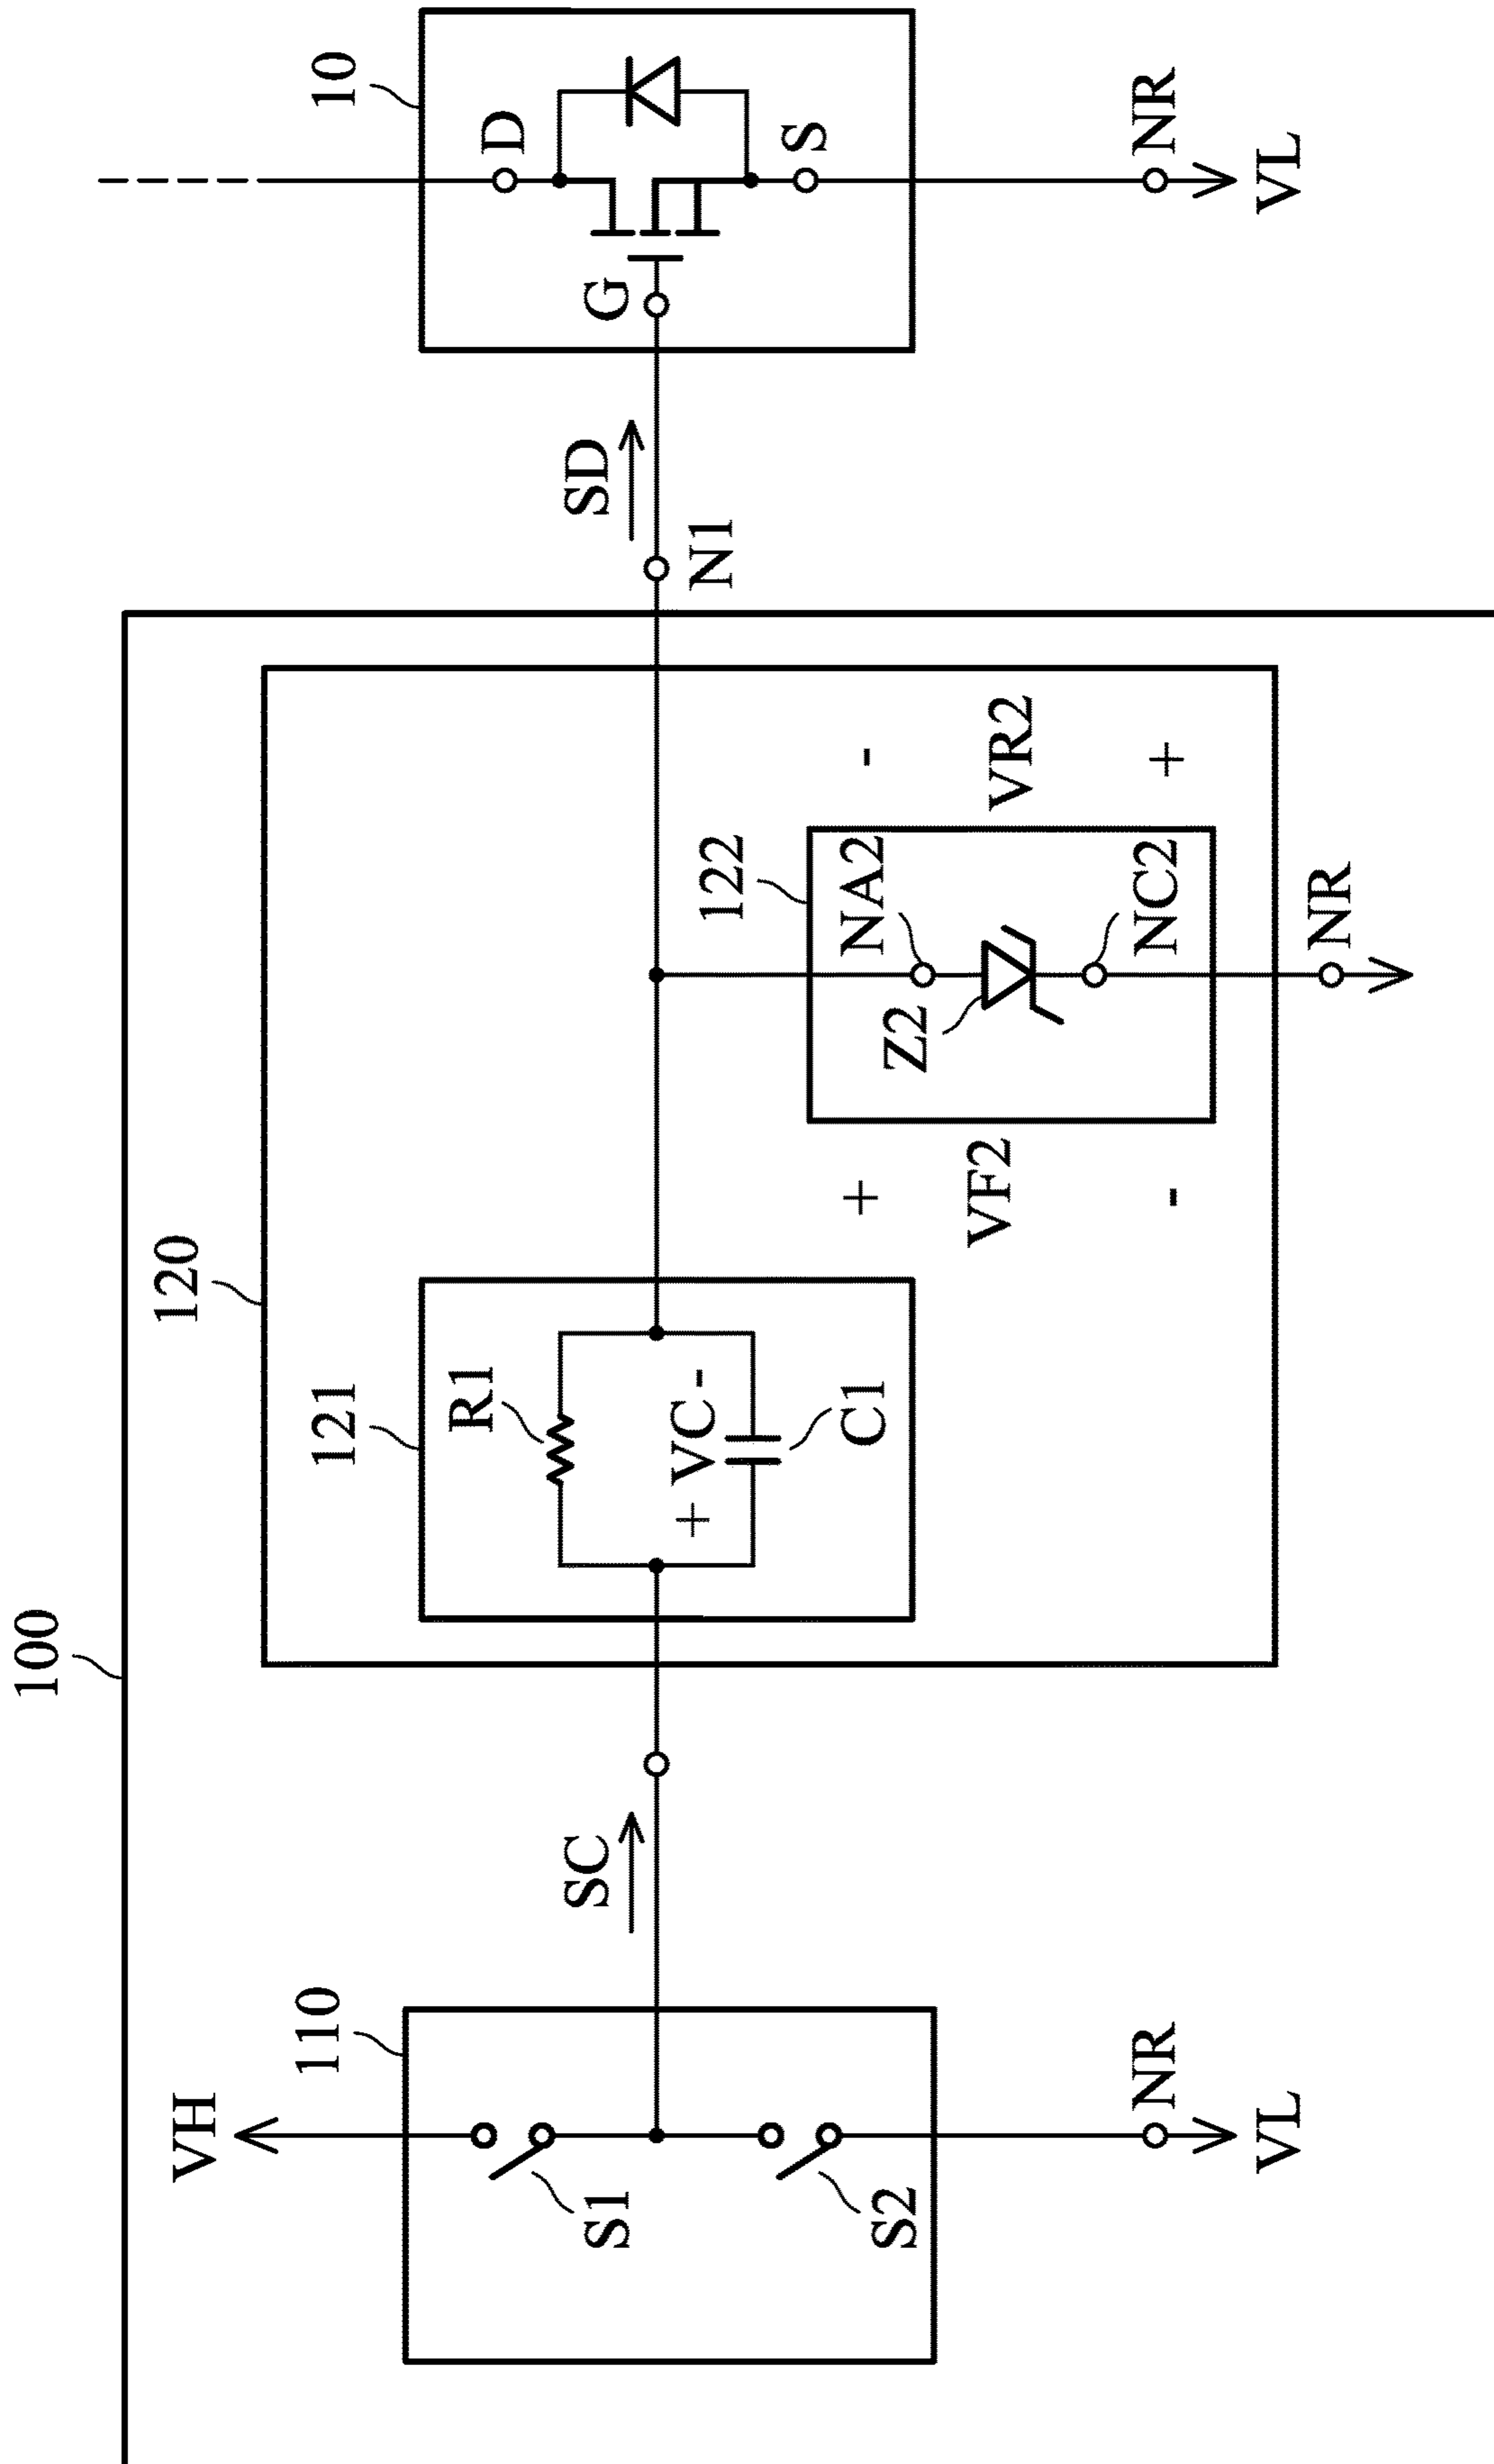 100
110
VH
S1
S2
NR
VL
SC
120
121
R1
+ VC -
C1
122
NA2
Z2
NC2
+
VF2
-
-
VR2
+
NR
N1
SD
10
D
G
S
NR
VL